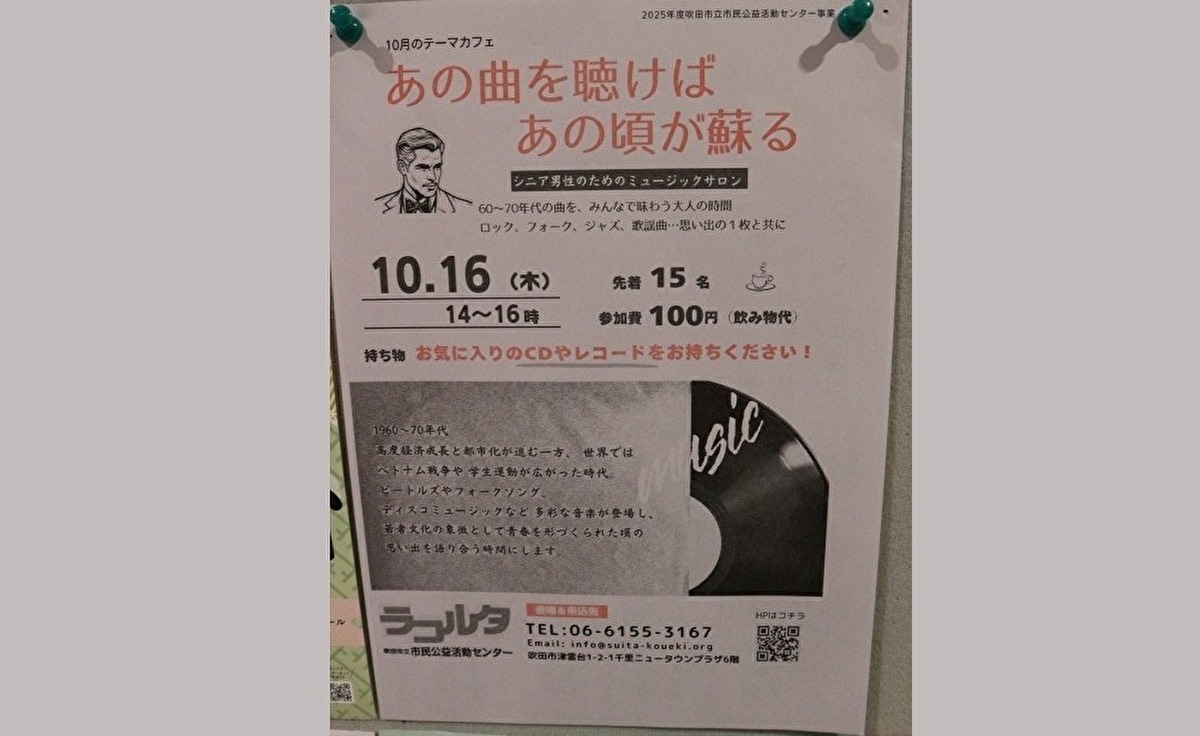 2025年度吹田市立市民公益活動センター事業
10月のテーマカフェ
あの曲を聴けば
あの頃が蘇る
シニア男性のためのミュージックサロン
60～70年代の曲を、みんなで味わう大人の時間
ロック、フォーク、ジャズ、歌謡曲…思い出の１枚と共に
10.16（木）
14～16時
先着 15 名
参加費 100円（飲み物代）
持ち物 お気に入りのCDやレコードをお持ちください！
music
1960～70年代
高度経済成長と都市化が進む一方、世界では
ベトナム戦争や 学生運動が広がった時代。
ビートルズやフォークソング、
ディスコミュージックなど 多彩な音楽が登場し、
若者文化の象徴として青春を形づくられた頃の
思い出を語り合う時間にします。
ラコルタ
吹田市立 市民公益活動センター
会場&申込先
TEL:06-6155-3167
Email: info@suita-koueki.org
吹田市津雲台1-2-1千里ニュータウンプラザ6階
HPはコチラ
ール